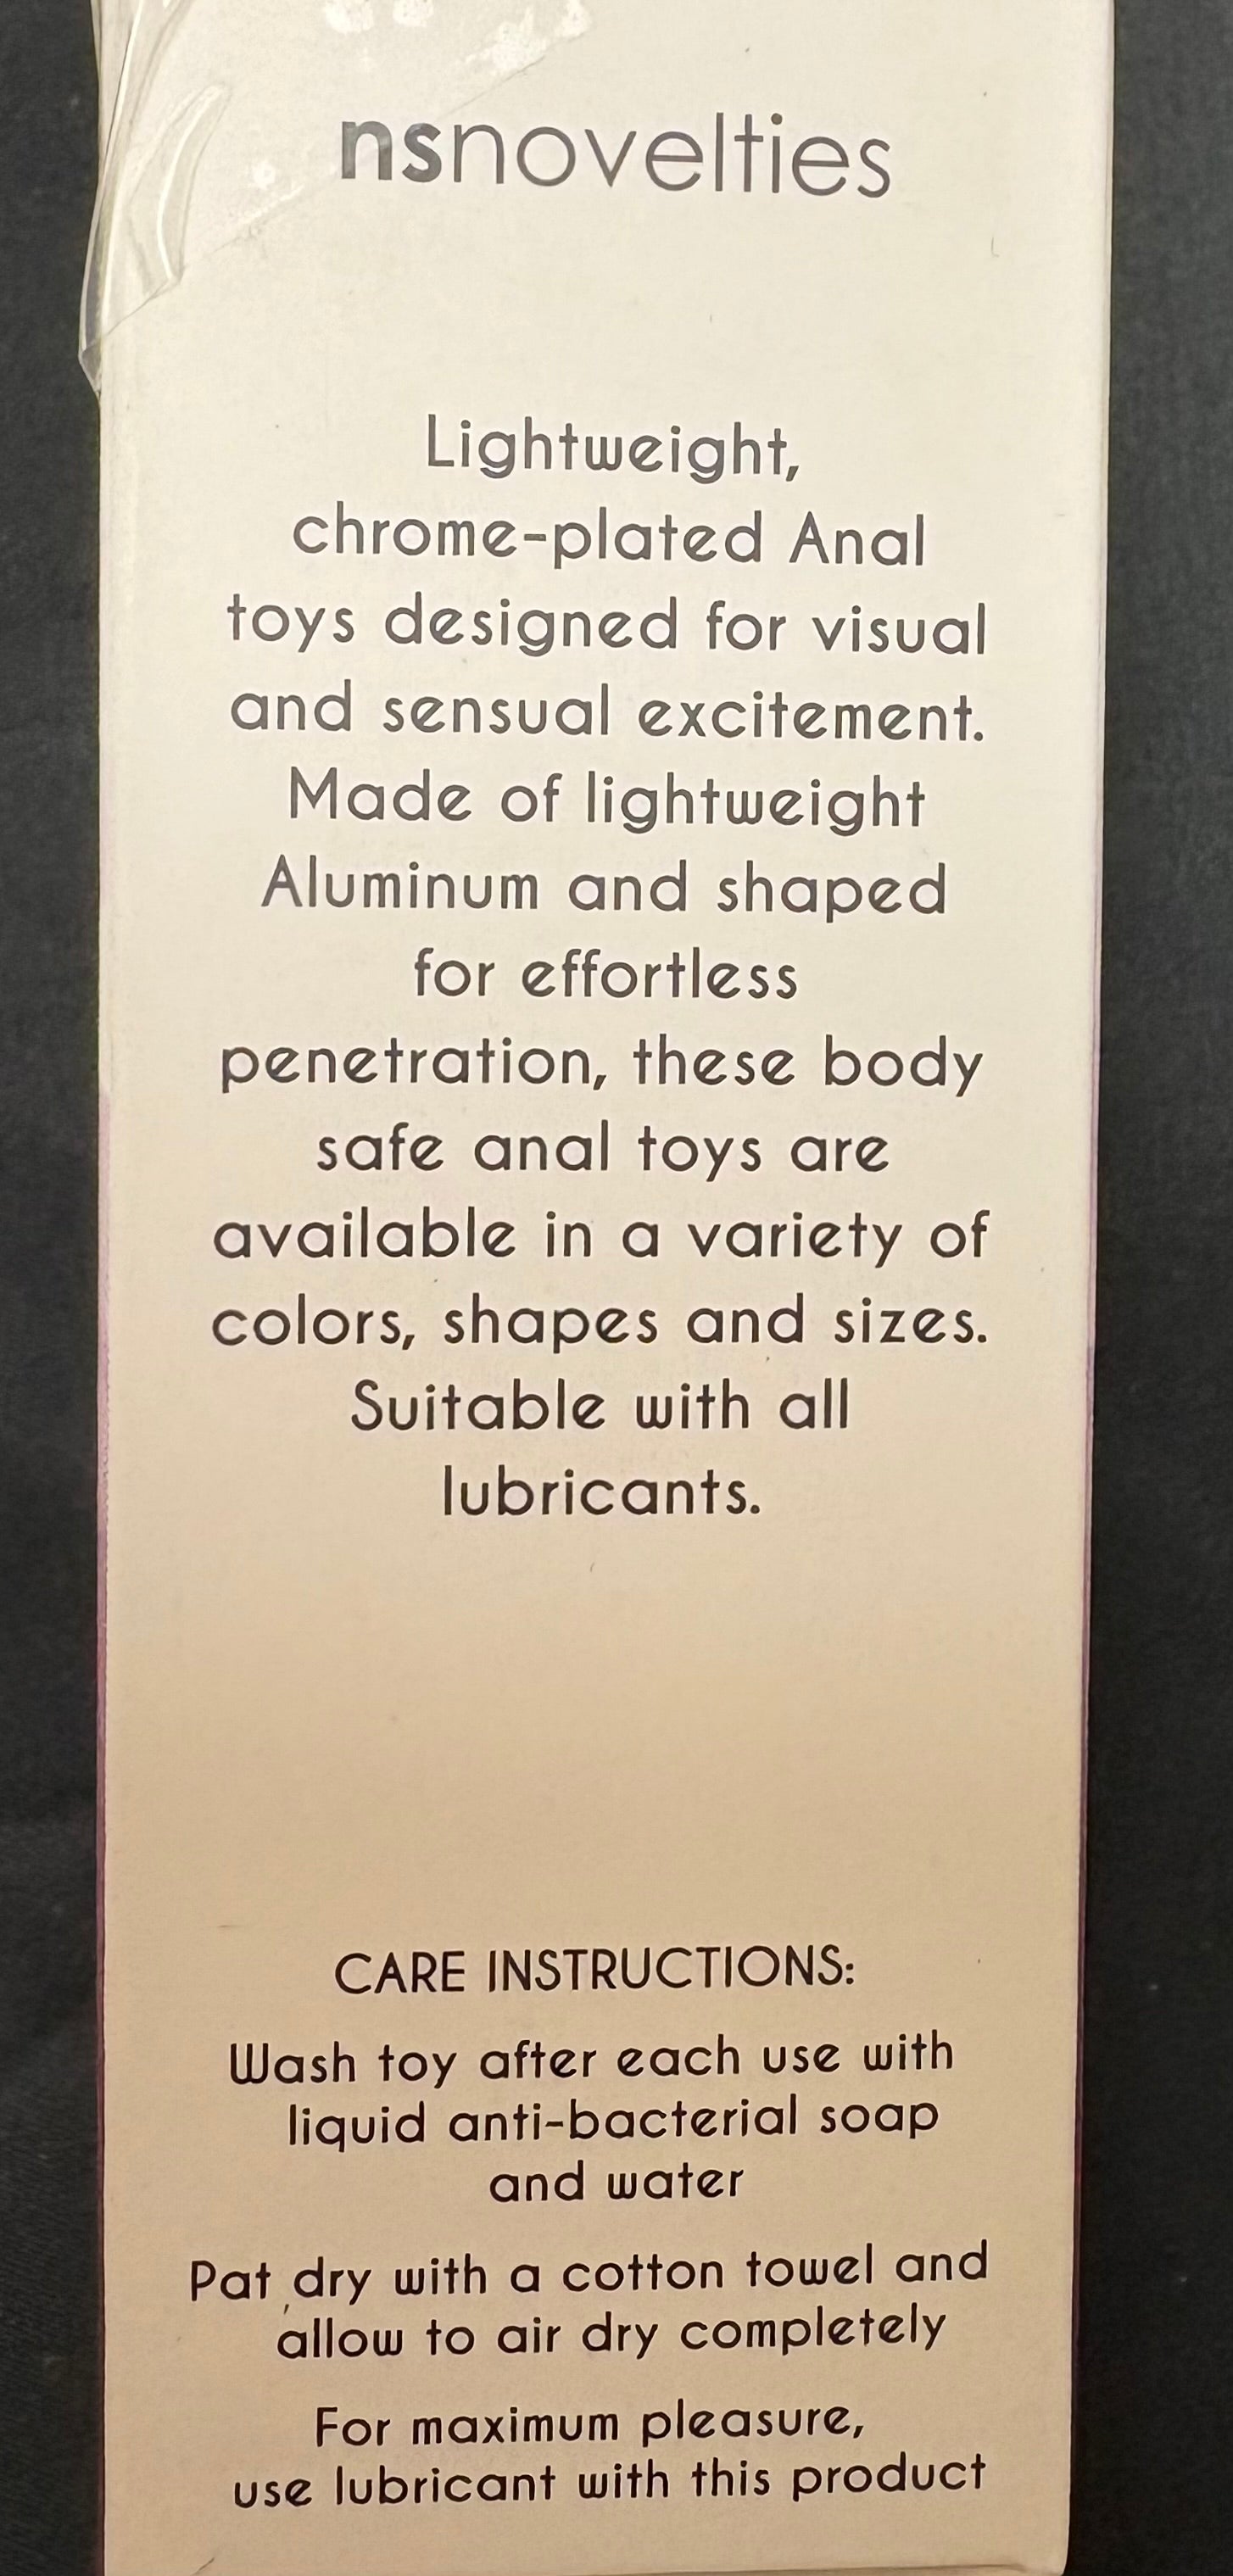 nsnovelties
Lightweight,
chrome-plated Anal
toys designed for visual
and sensual excitement.
Made of lightweight
Aluminum and shaped
for effortless
penetration, these body
safe anal toys are
available in a variety of
colors, shapes and sizes.
Suitable with all
lubricants.
CARE INSTRUCTIONS:
Wash toy after each use with
liquid anti-bacterial soap
and water
Pat dry with a cotton towel and
allow to air dry completely
For maximum pleasure,
use lubricant with this product